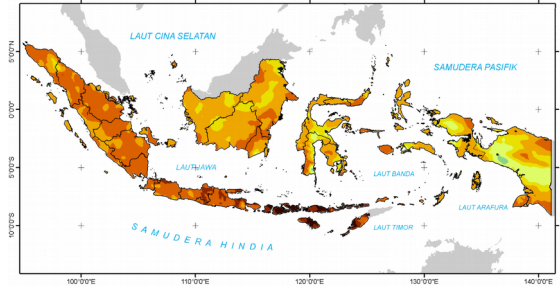 LAUT CINA SELATAN
SAMUDERA PASIFIK
5°0'0"N
0°0'0"
5°0'0"S
10°0'0"S
LAUT JAWA
LAUT BANDA
LAUT ARAFURA
LAUT TIMOR
SAMUDERA HINDIA
100°0'0"E
110°0'0"E
120°0'0"E
130°0'0"E
140°0'0"E